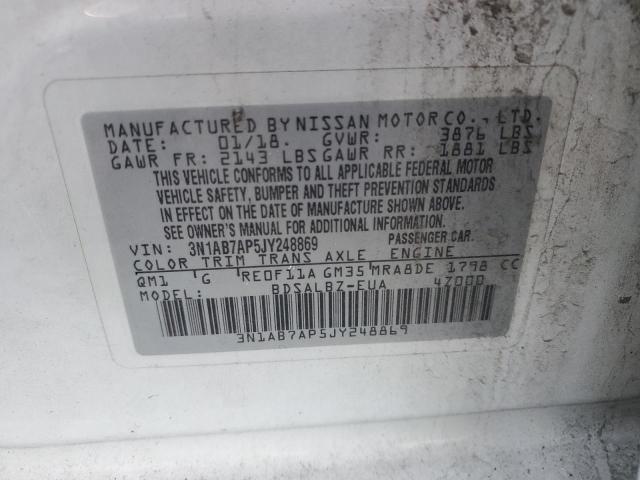 MANUFACTURED BY NISSAN MOTOR CO., LTD.
DATE: 01/18. GVWR: 3876 LBS
GAWR FR: 2143 LBS GAWR RR: 1881 LBS
THIS VEHICLE CONFORMS TO ALL APPLICABLE FEDERAL MOTOR
VEHICLE SAFETY, BUMPER AND THEFT PREVENTION STANDARDS
IN EFFECT ON THE DATE OF MANUFACTURE SHOWN ABOVE.
SEE OWNER'S MANUAL FOR ADDITIONAL INFORMATION.
VIN: 3N1AB7AP5JY248869 PASSENGER CAR.
COLOR TRIM TRANS AXLE ENGINE
QM1 G RE0F11A GM35 MRA8DE 1798 CC
MODEL: BDSALBZ-EUA 4Z000
3N1AB7AP5JY248869